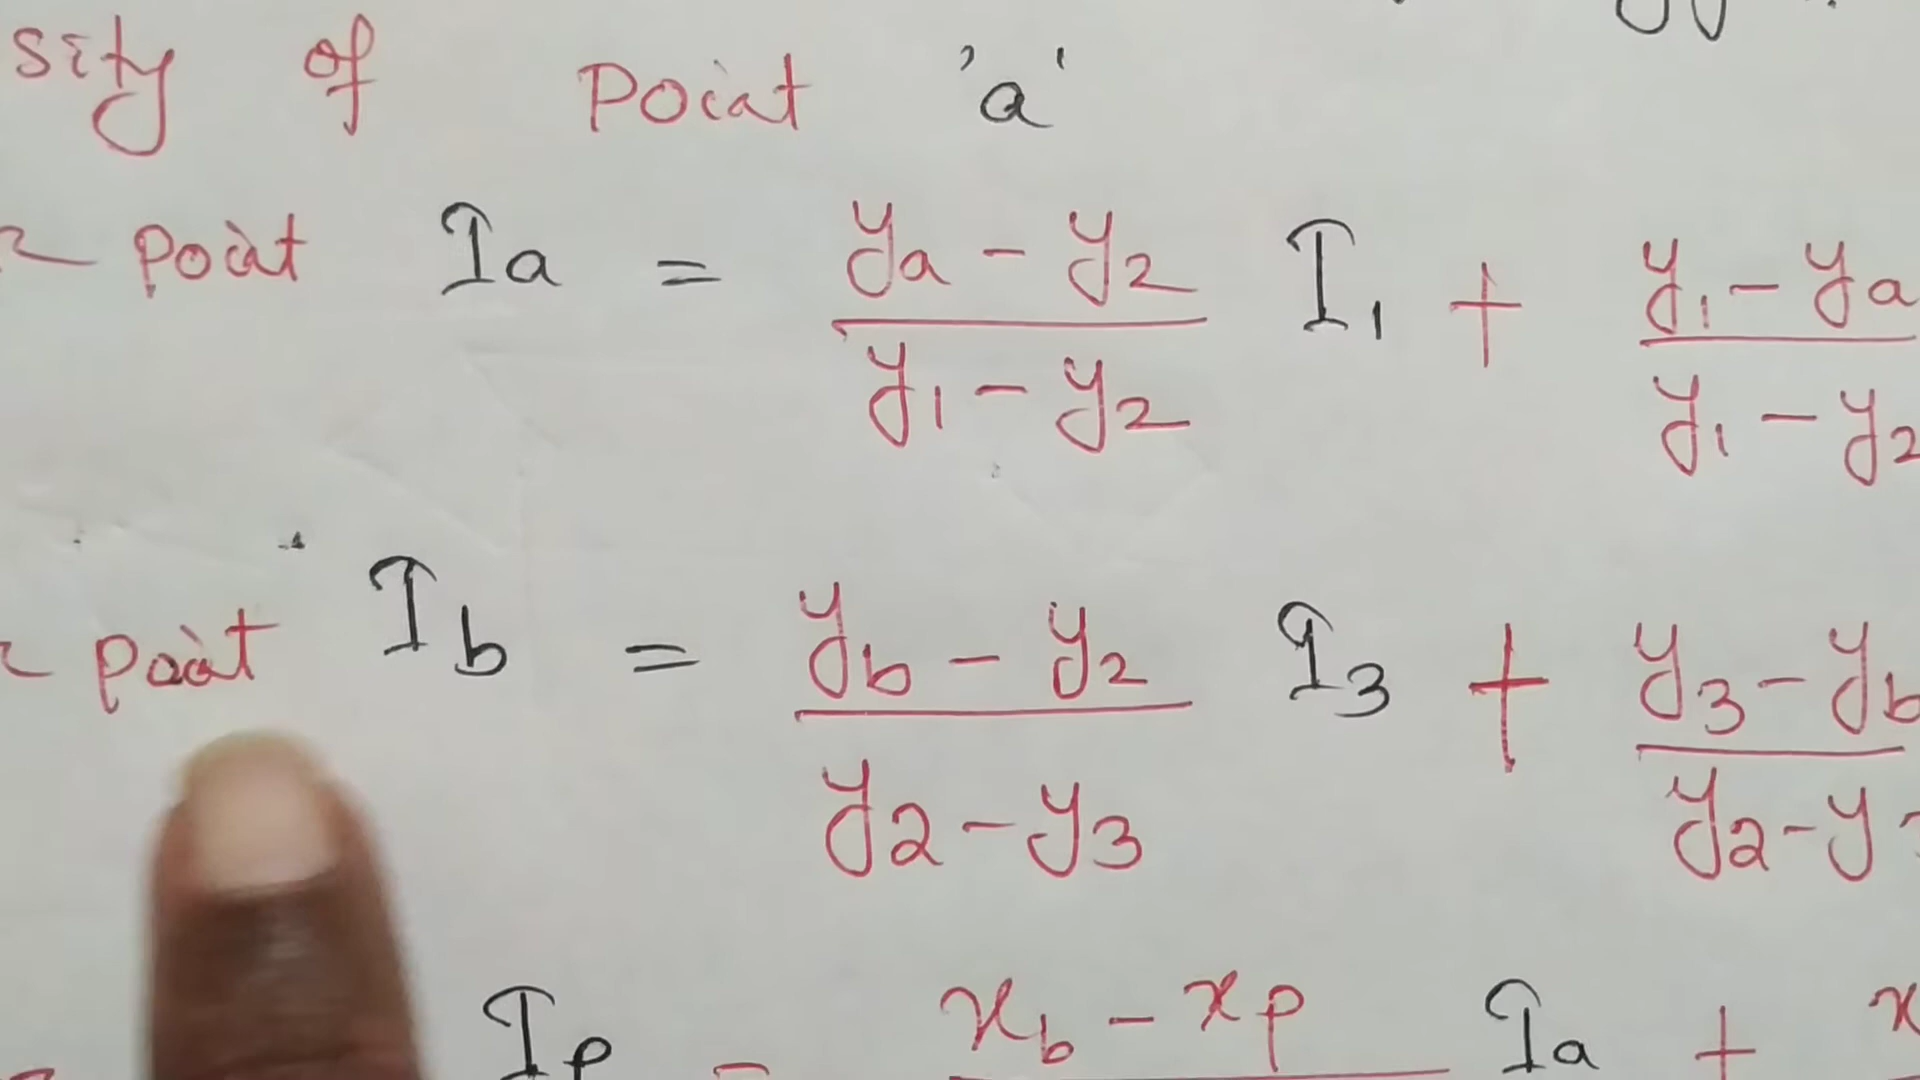 sity of Point 'a'
point Ia = ya - y2 / y1 - y2 I1 + y1 - ya / y1 - y2
point Ib = yb - y2 / y2 - y3 I3 + y3 - yb / y2 - y
Ip = xb - xp Ia + x